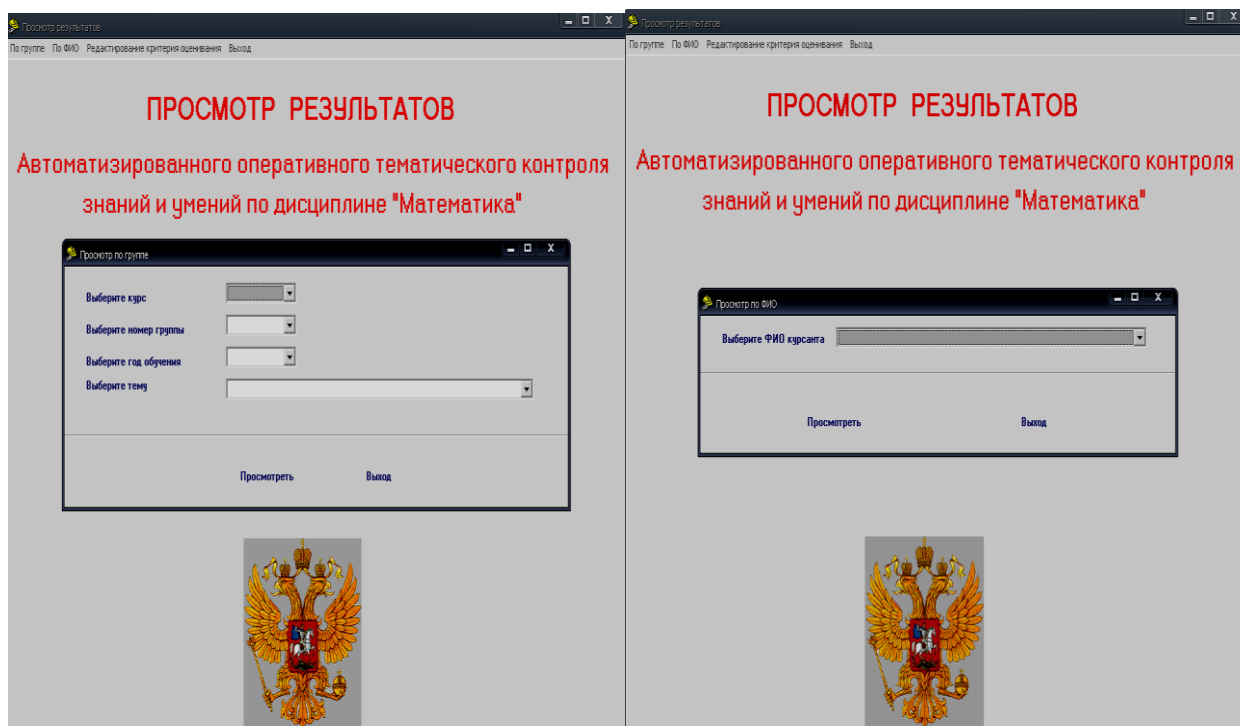 Просмотр результатов
По группе По ФИО Редактирование критерия оценивания Выход
ПРОСМОТР РЕЗУЛЬТАТОВ
Автоматизированного оперативного тематического контроля
знаний и умений по дисциплине "Математика"
Просмотр по группе
Выберите курс
Выберите номер группы
Выберите год обучения
Выберите тему
Просмотреть Выход
Просмотр результатов
По группе По ФИО Редактирование критерия оценивания Выход
ПРОСМОТР РЕЗУЛЬТАТОВ
Автоматизированного оперативного тематического контроля
знаний и умений по дисциплине "Математика"
Просмотр по ФИО
Выберите ФИО курсанта
Просмотреть Выход